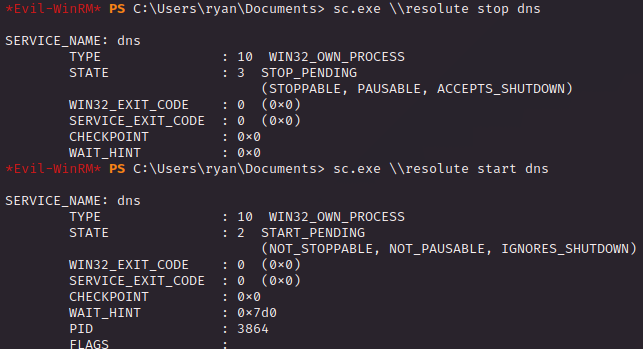 *Evil-WinRM* PS C:\Users\ryan\Documents> sc.exe \\resolute stop dns
SERVICE_NAME: dns
TYPE : 10 WIN32_OWN_PROCESS
STATE : 3 STOP_PENDING
(STOPPABLE, PAUSABLE, ACCEPTS_SHUTDOWN)
WIN32_EXIT_CODE : 0 (0×0)
SERVICE_EXIT_CODE : 0 (0×0)
CHECKPOINT : 0×0
WAIT_HINT : 0×0
*Evil-WinRM* PS C:\Users\ryan\Documents> sc.exe \\resolute start dns
SERVICE_NAME: dns
TYPE : 10 WIN32_OWN_PROCESS
STATE : 2 START_PENDING
(NOT_STOPPABLE, NOT_PAUSABLE, IGNORES_SHUTDOWN)
WIN32_EXIT_CODE : 0 (0×0)
SERVICE_EXIT_CODE : 0 (0×0)
CHECKPOINT : 0×0
WAIT_HINT : 0×7d0
PID : 3864
FLAGS :